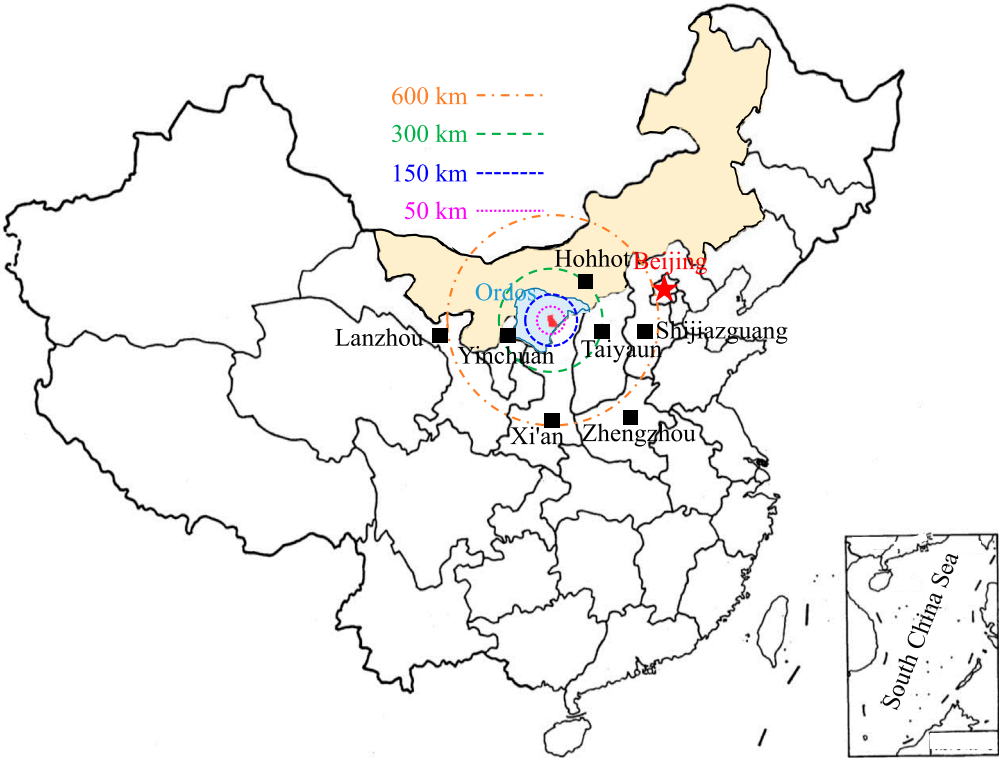 600 km
300 km
150 km
50 km
Hohhot
Beijing
Ordos
Lanzhou
Yinchuan
Taiyaun
Shijiazguang
Xi'an
Zhengzhou
South China Sea